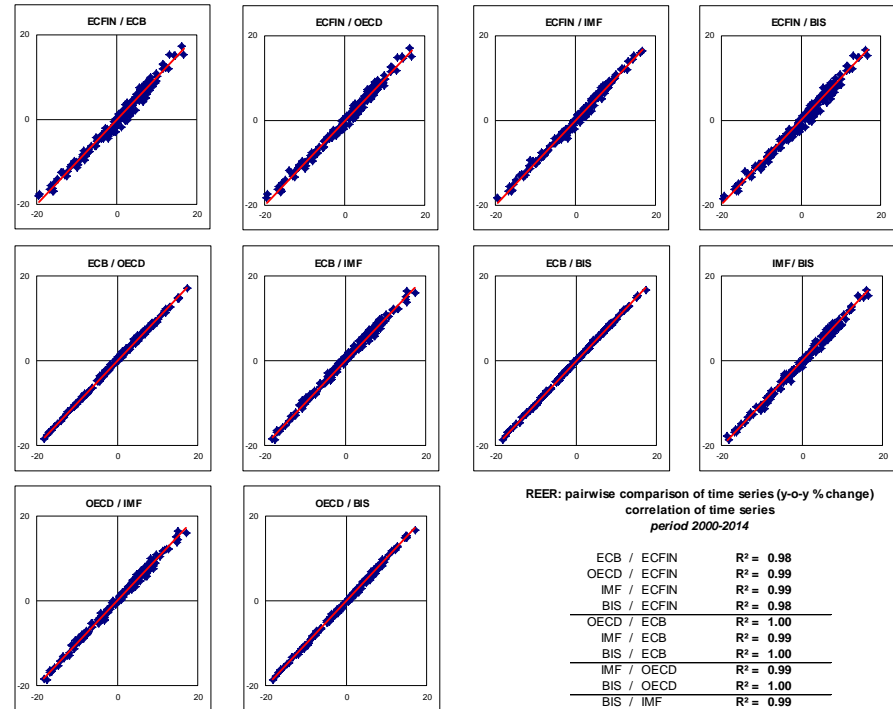 ECFIN / ECB
20
0
-20
-20
0
20
ECFIN / OECD
20
0
-20
-20
0
20
ECFIN / IMF
20
0
-20
-20
0
20
ECFIN / BIS
20
0
-20
-20
0
20
ECB / OECD
20
0
-20
-20
0
20
ECB / IMF
20
0
-20
-20
0
20
ECB / BIS
20
0
-20
-20
0
20
IMF / BIS
20
0
-20
-20
0
20
OECD / IMF
20
0
-20
-20
0
20
OECD / BIS
20
0
-20
-20
0
20
REER: pairwise comparison of time series (y-o-y % change)
correlation of time series
period 2000-2014
ECB / ECFIN R² = 0.98
OECD / ECFIN R² = 0.99
IMF / ECFIN R² = 0.99
BIS / ECFIN R² = 0.98
OECD / ECB R² = 1.00
IMF / ECB R² = 0.99
BIS / ECB R² = 1.00
IMF / OECD R² = 0.99
BIS / OECD R² = 1.00
BIS / IMF R² = 0.99